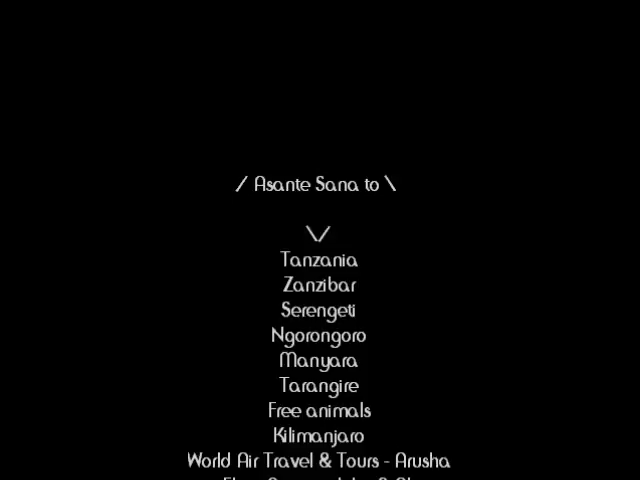 / Asante Sana to \
\/
Tanzania
Zanzibar
Serengeti
Ngorongoro
Manyara
Tarangire
Free animals
Kilimanjaro
World Air Travel & Tours - Arusha